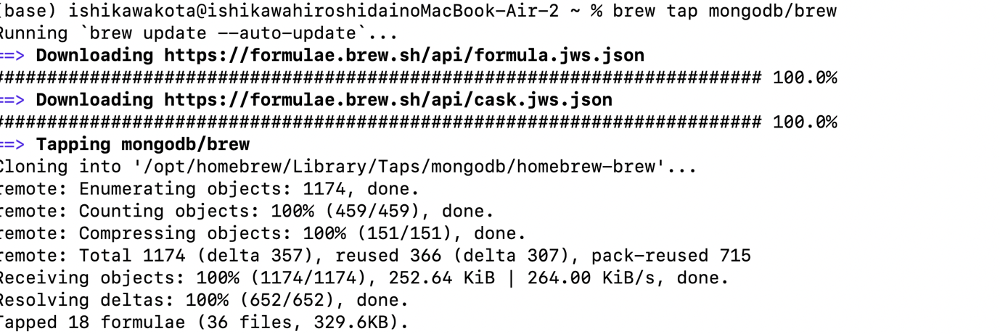 (base) ishikawakota@ishikawahiroshidainoMacBook-Air-2 ~ % brew tap mongodb/brew
Running `brew update --auto-update`...
==> Downloading https://formulae.brew.sh/api/formula.jws.json
######################################################################## 100.0%
==> Downloading https://formulae.brew.sh/api/cask.jws.json
######################################################################## 100.0%
==> Tapping mongodb/brew
Cloning into '/opt/homebrew/Library/Taps/mongodb/homebrew-brew'...
remote: Enumerating objects: 1174, done.
remote: Counting objects: 100% (459/459), done.
remote: Compressing objects: 100% (151/151), done.
remote: Total 1174 (delta 357), reused 366 (delta 307), pack-reused 715
Receiving objects: 100% (1174/1174), 252.64 KiB | 264.00 KiB/s, done.
Resolving deltas: 100% (652/652), done.
Tapped 18 formulae (36 files, 329.6KB).